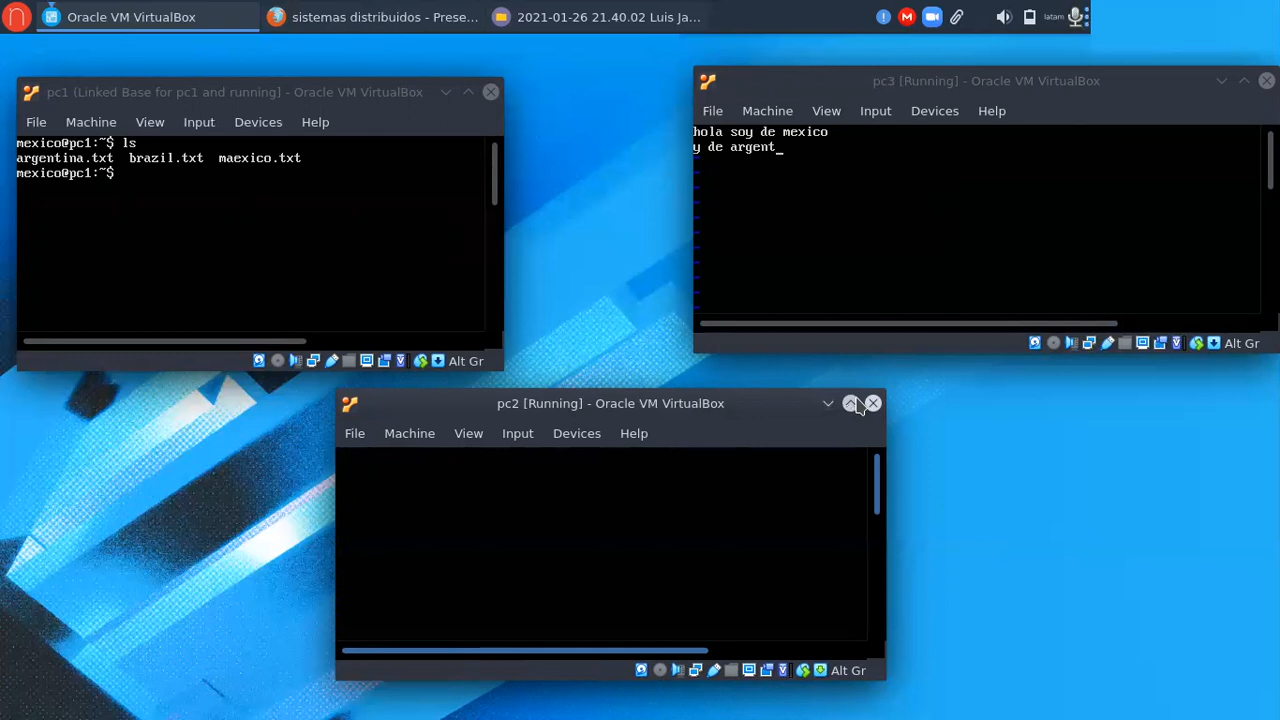 Oracle VM VirtualBox
sistemas distribuidos - Prese...
2021-01-26 21.40.02 Luis Ja...
latam
pc1 (Linked Base for pc1 and running] - Oracle VM VirtualBox
File Machine View Input Devices Help
mexico@pc1:~$ ls
argentina.txt brazil.txt maexico.txt
mexico@pc1:~$
Alt Gr
pc3 [Running] - Oracle VM VirtualBox
File Machine View Input Devices Help
hola soy de mexico
y de argent_
~
~
~
~
~
~
~
~
~
~
Alt Gr
pc2 [Running] - Oracle VM VirtualBox
File Machine View Input Devices Help
Alt Gr